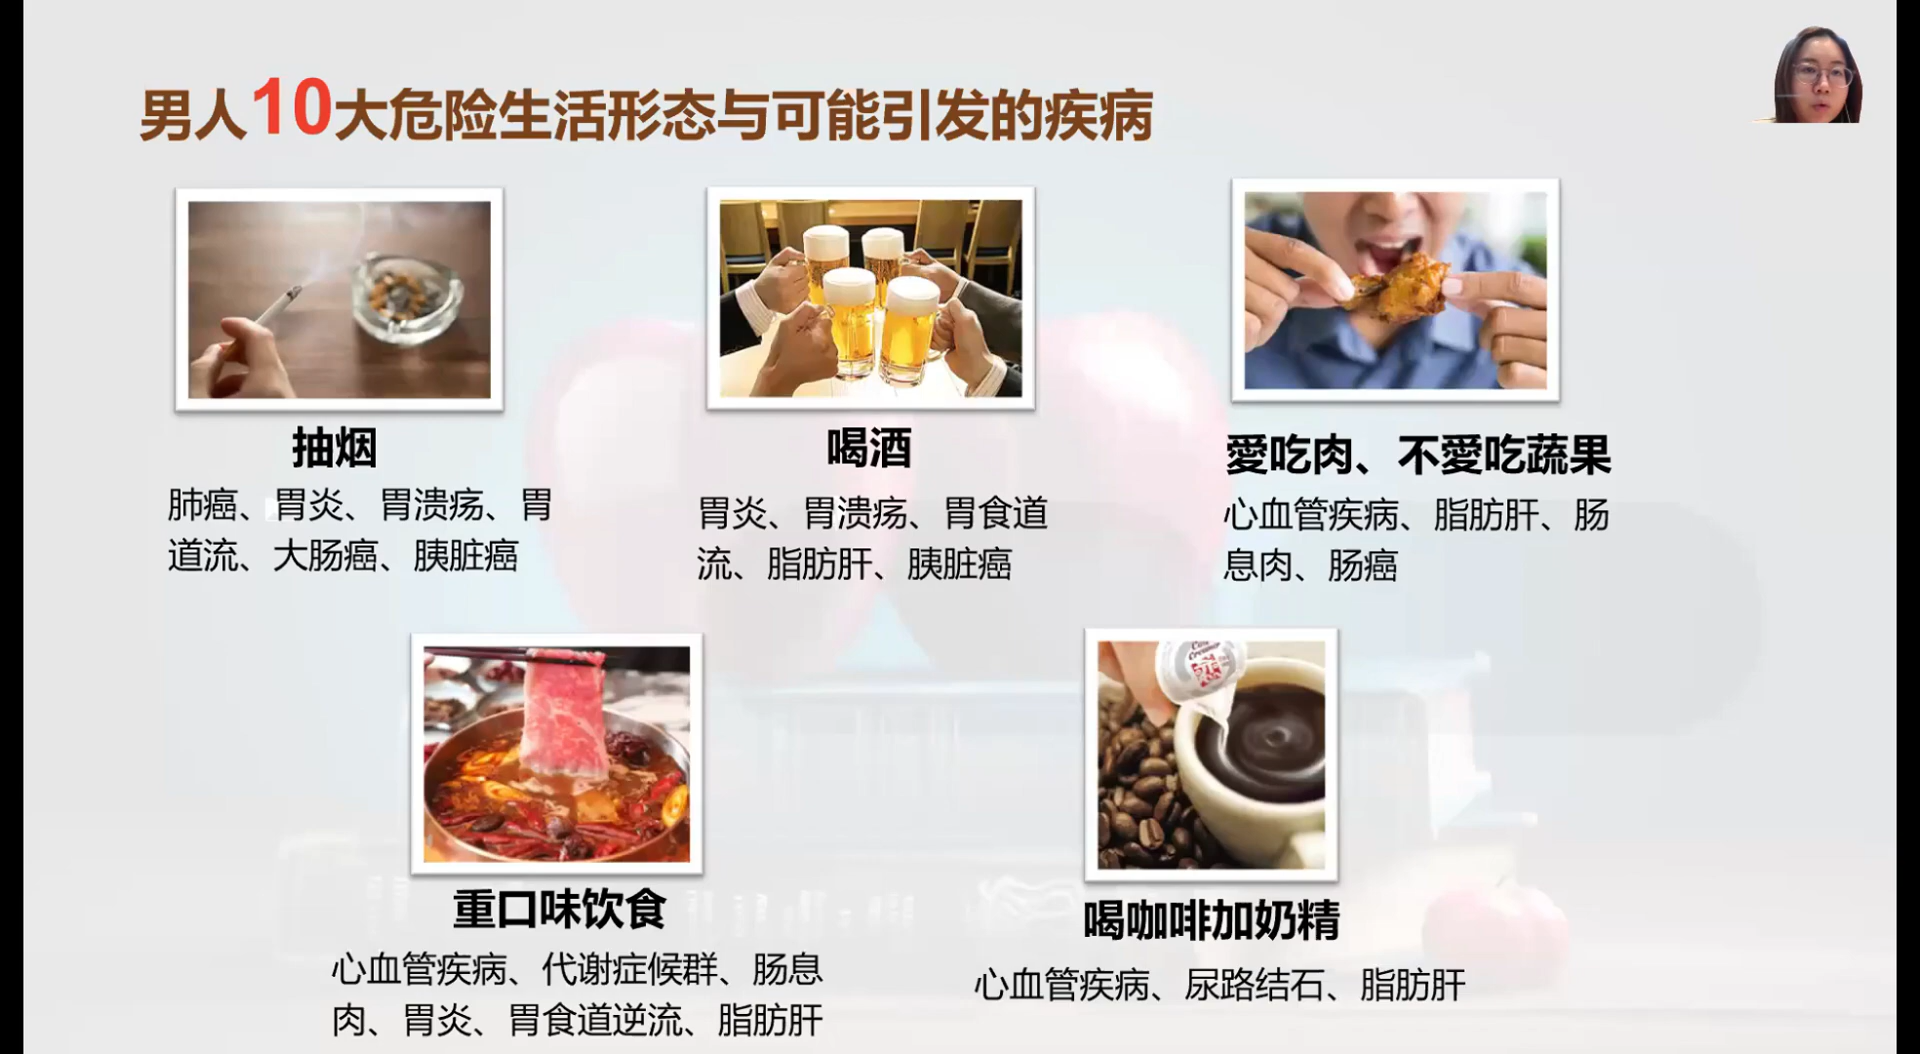 男人10大危险生活形态与可能引发的疾病
抽烟
肺癌、胃炎、胃溃疡、胃
道流、大肠癌、胰脏癌
喝酒
胃炎、胃溃疡、胃食道
流、脂肪肝、胰脏癌
愛吃肉、不愛吃蔬果
心血管疾病、脂肪肝、肠
息肉、肠癌
重口味饮食
心血管疾病、代谢症候群、肠息
肉、胃炎、胃食道逆流、脂肪肝
喝咖啡加奶精
心血管疾病、尿路结石、脂肪肝